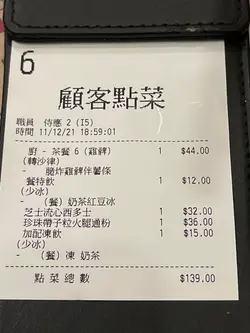 6
顧客點菜
職員 侍應 2 (I5)
時間 11/12/21 18:59:01
廚 - 茶餐 6 (雞髀) 1 $44.00
(轉沙律)
- 脆炸雞髀伴薯條
餐特飲 1 $12.00
(少冰)
- (餐) 奶茶紅豆冰
芝士流心西多士 1 $32.00
珍珠帶子粒火腿通粉 1 $36.00
加配凍飲 1 $15.00
(少冰)
- (餐) 凍 奶茶
點菜總數 $139.00